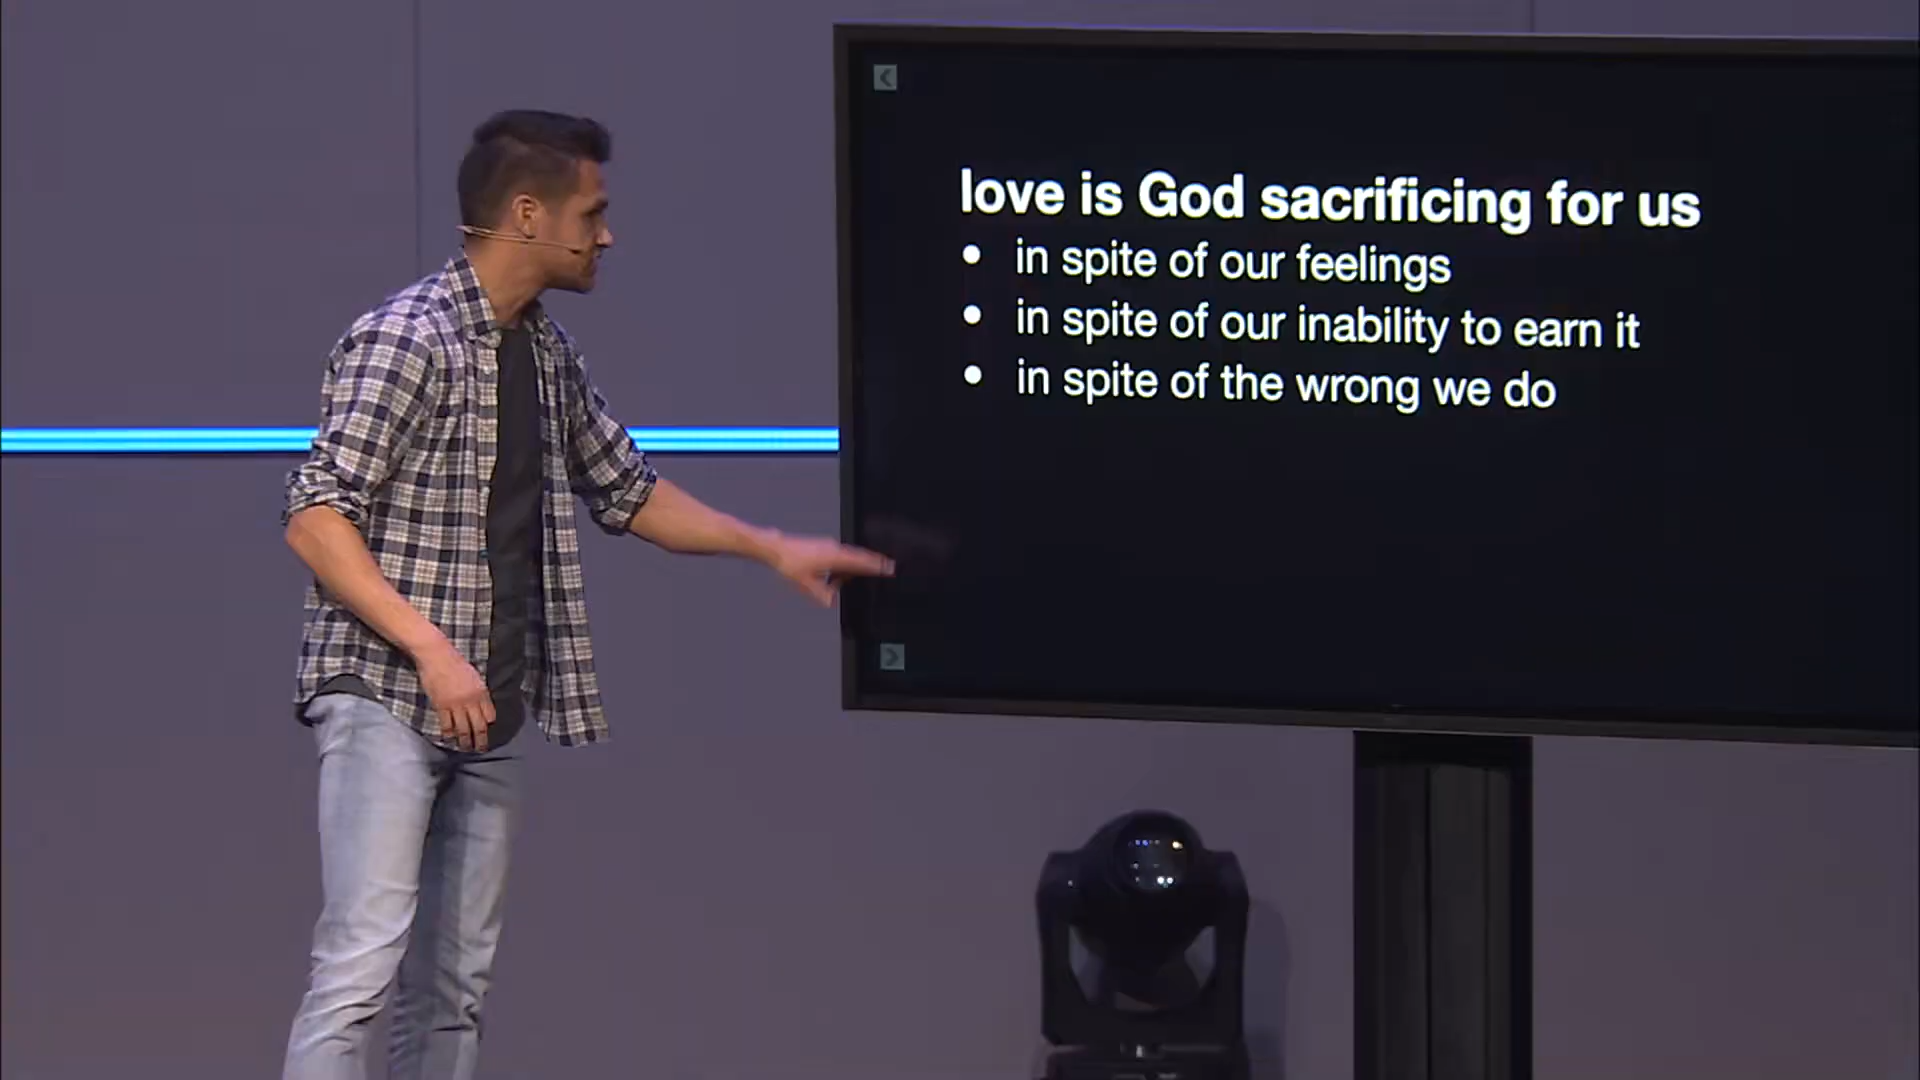 love is God sacrificing for us
• in spite of our feelings
• in spite of our inability to earn it
• in spite of the wrong we do